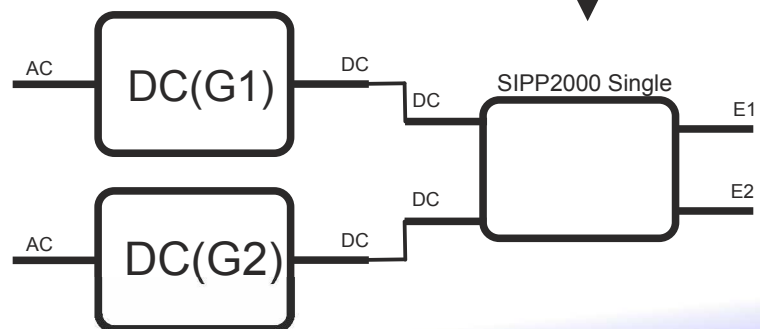 AC
DC(G1)
DC
DC
SIPP2000 Single
E1
E2
AC
DC(G2)
DC
DC